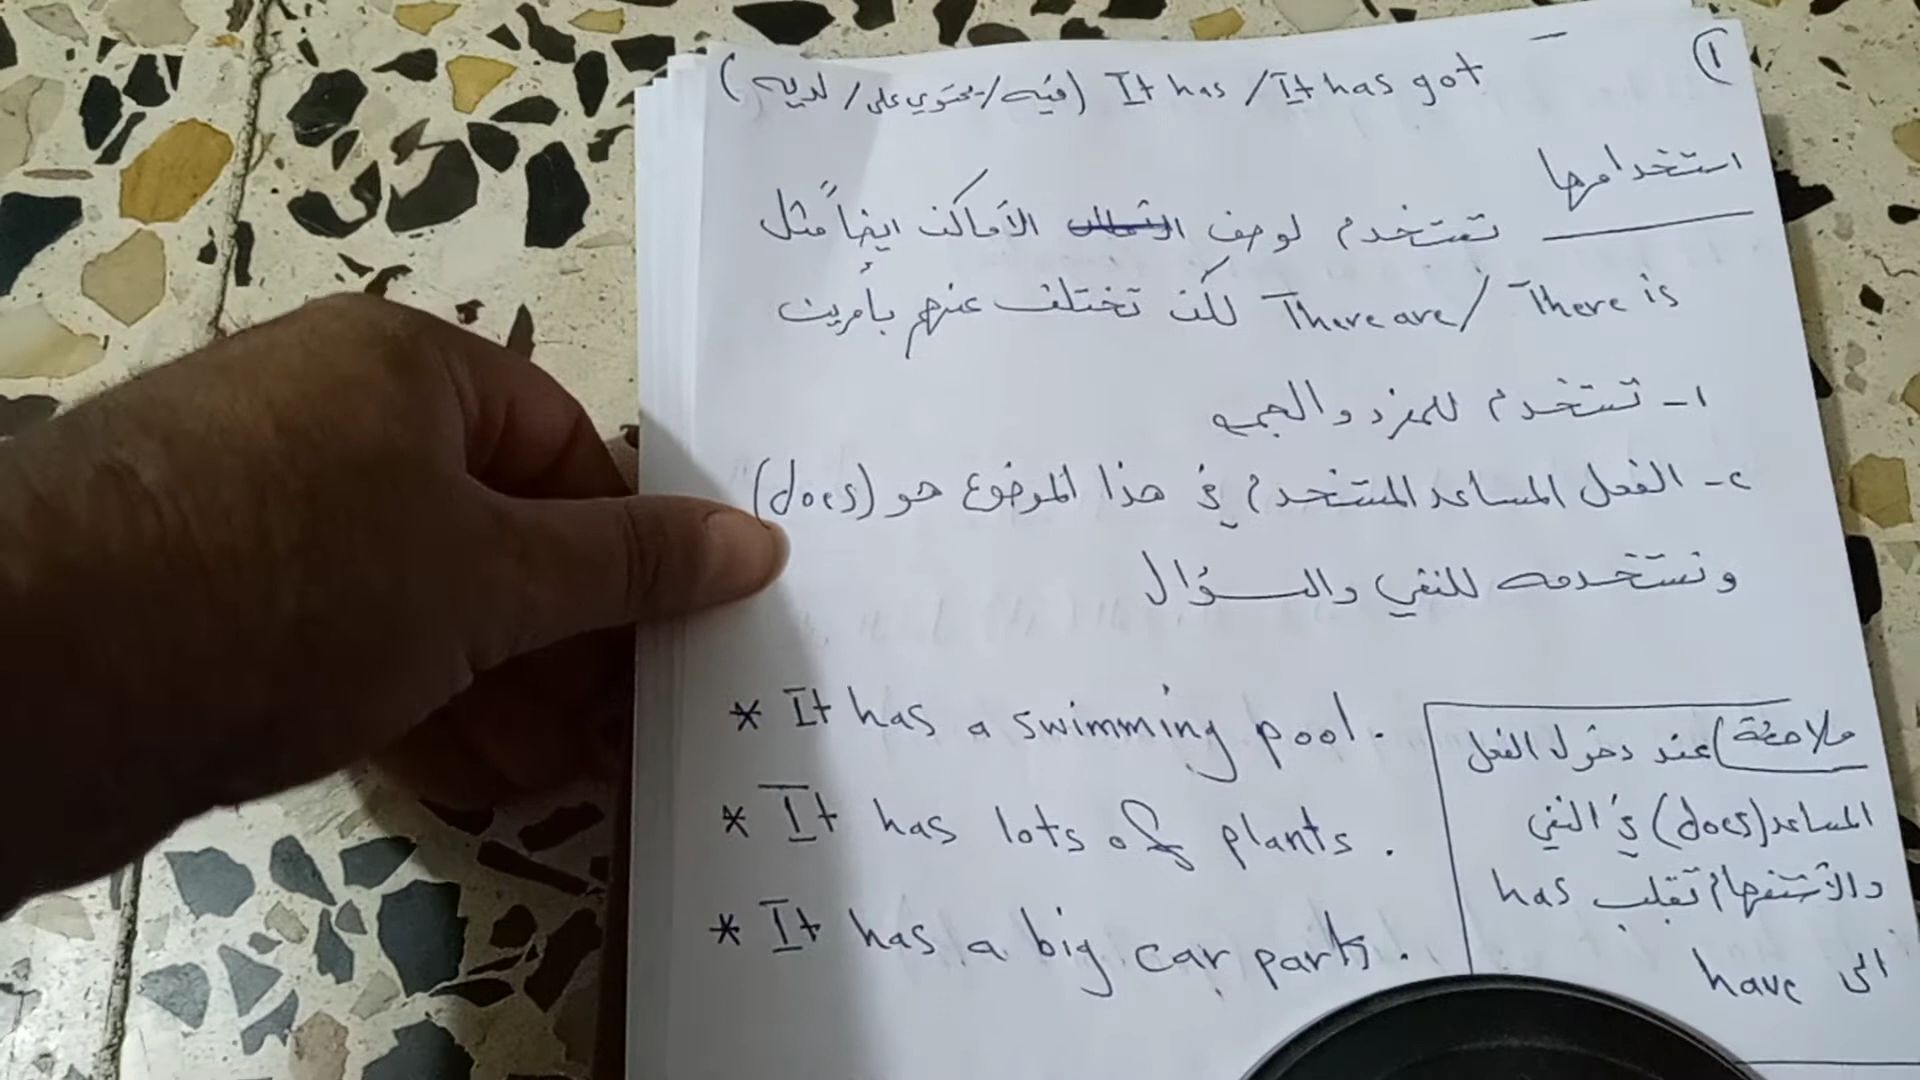 ١
It has / It has got (فيه / يحتوي على / لديه)
استخدامها
تستخدم لوصف الأماكن ايضاً مثل
There is / There are لكن تختلف عنهم بأمرين
١- تستخدم للمفرد والجمع
٢- الفعل المساعد المستخدم في هذا الموضوع هو (does)
ونستخدمه للنفي والسؤال
* It has a swimming pool.
* It has lots of plants.
* It has a big car park.
ملاحظة) عند دخول الفعل
المساعد (does) في النفي
والأستفهام تقلب has
الى have